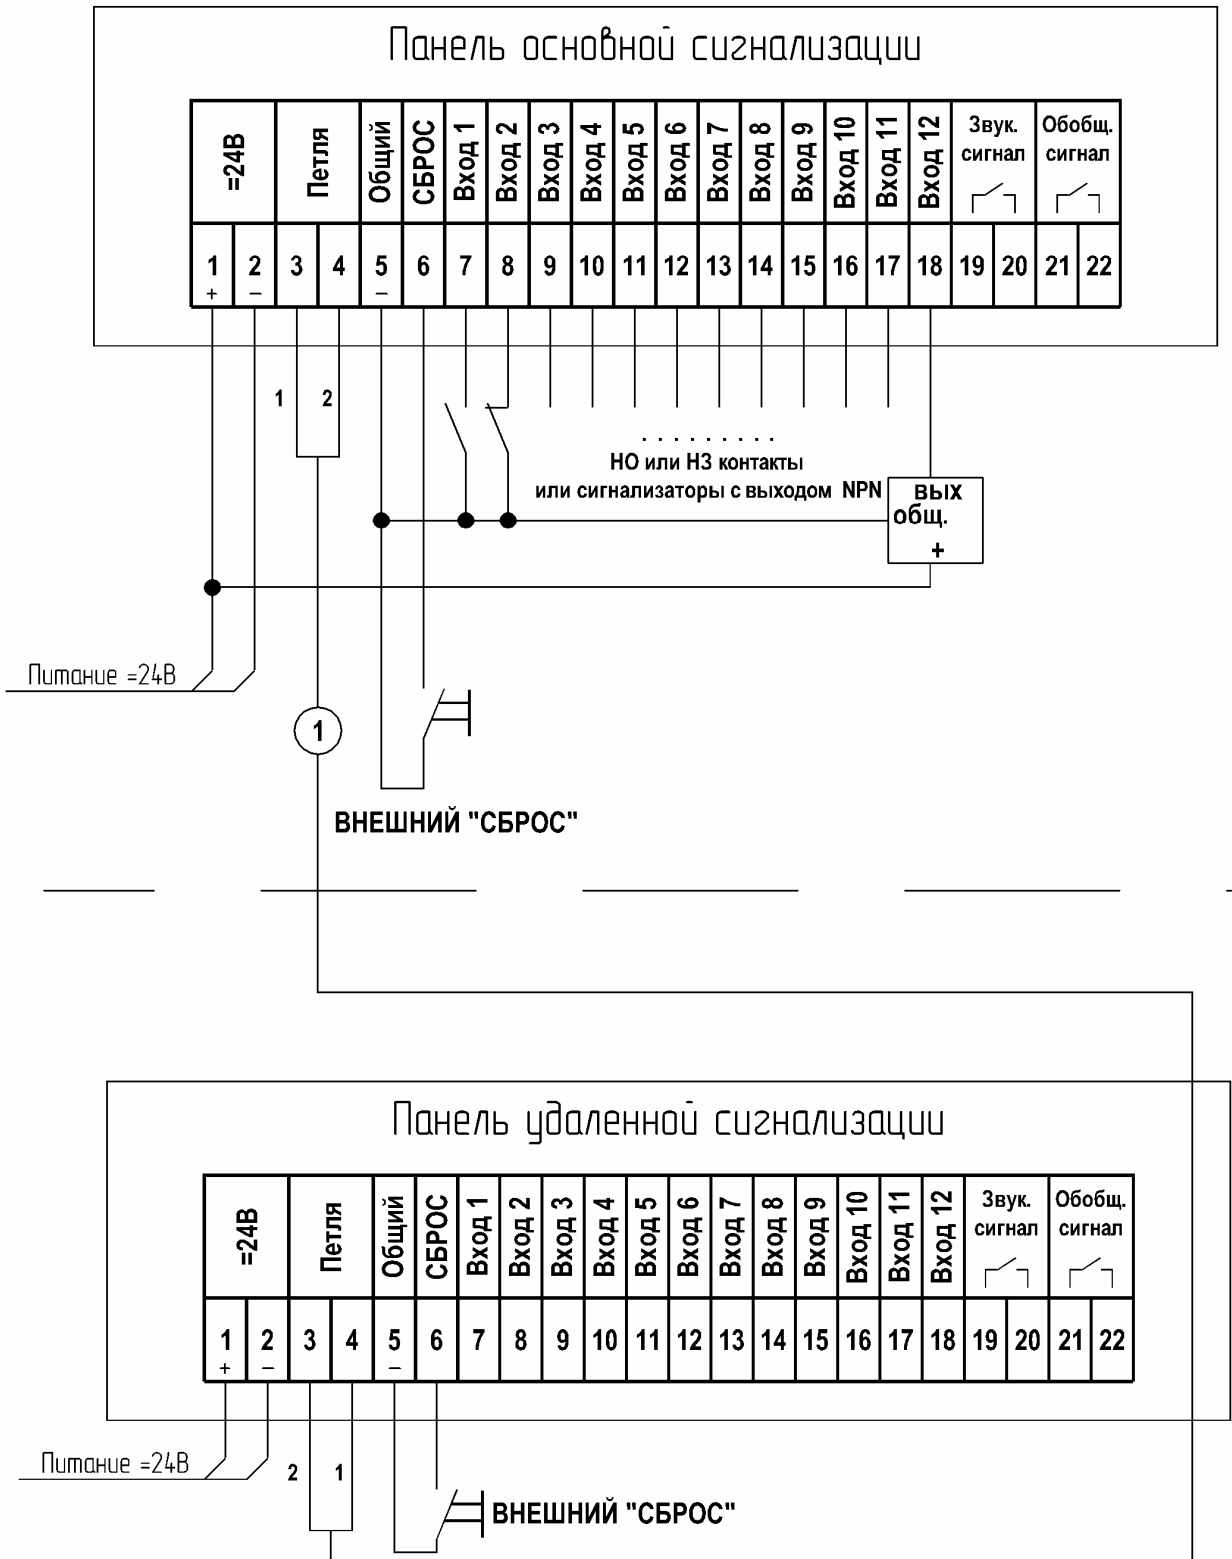 Панель основной сигнализации
=24В Петля Общий СБРОС Вход 1 Вход 2 Вход 3 Вход 4 Вход 5 Вход 6 Вход 7 Вход 8 Вход 9 Вход 10 Вход 11 Вход 12 Звук. сигнал Обобщ. сигнал
1 2 3 4 5 6 7 8 9 10 11 12 13 14 15 16 17 18 19 20 21 22
+ – –
1 2
. . . . . . . . .
НО или НЗ контакты
или сигнализаторы с выходом NPN
вых
общ.
+
Питание =24В
1
ВНЕШНИЙ "СБРОС"
Панель удаленной сигнализации
=24В Петля Общий СБРОС Вход 1 Вход 2 Вход 3 Вход 4 Вход 5 Вход 6 Вход 7 Вход 8 Вход 9 Вход 10 Вход 11 Вход 12 Звук. сигнал Обобщ. сигнал
1 2 3 4 5 6 7 8 9 10 11 12 13 14 15 16 17 18 19 20 21 22
+ – –
Питание =24В
2 1
ВНЕШНИЙ "СБРОС"